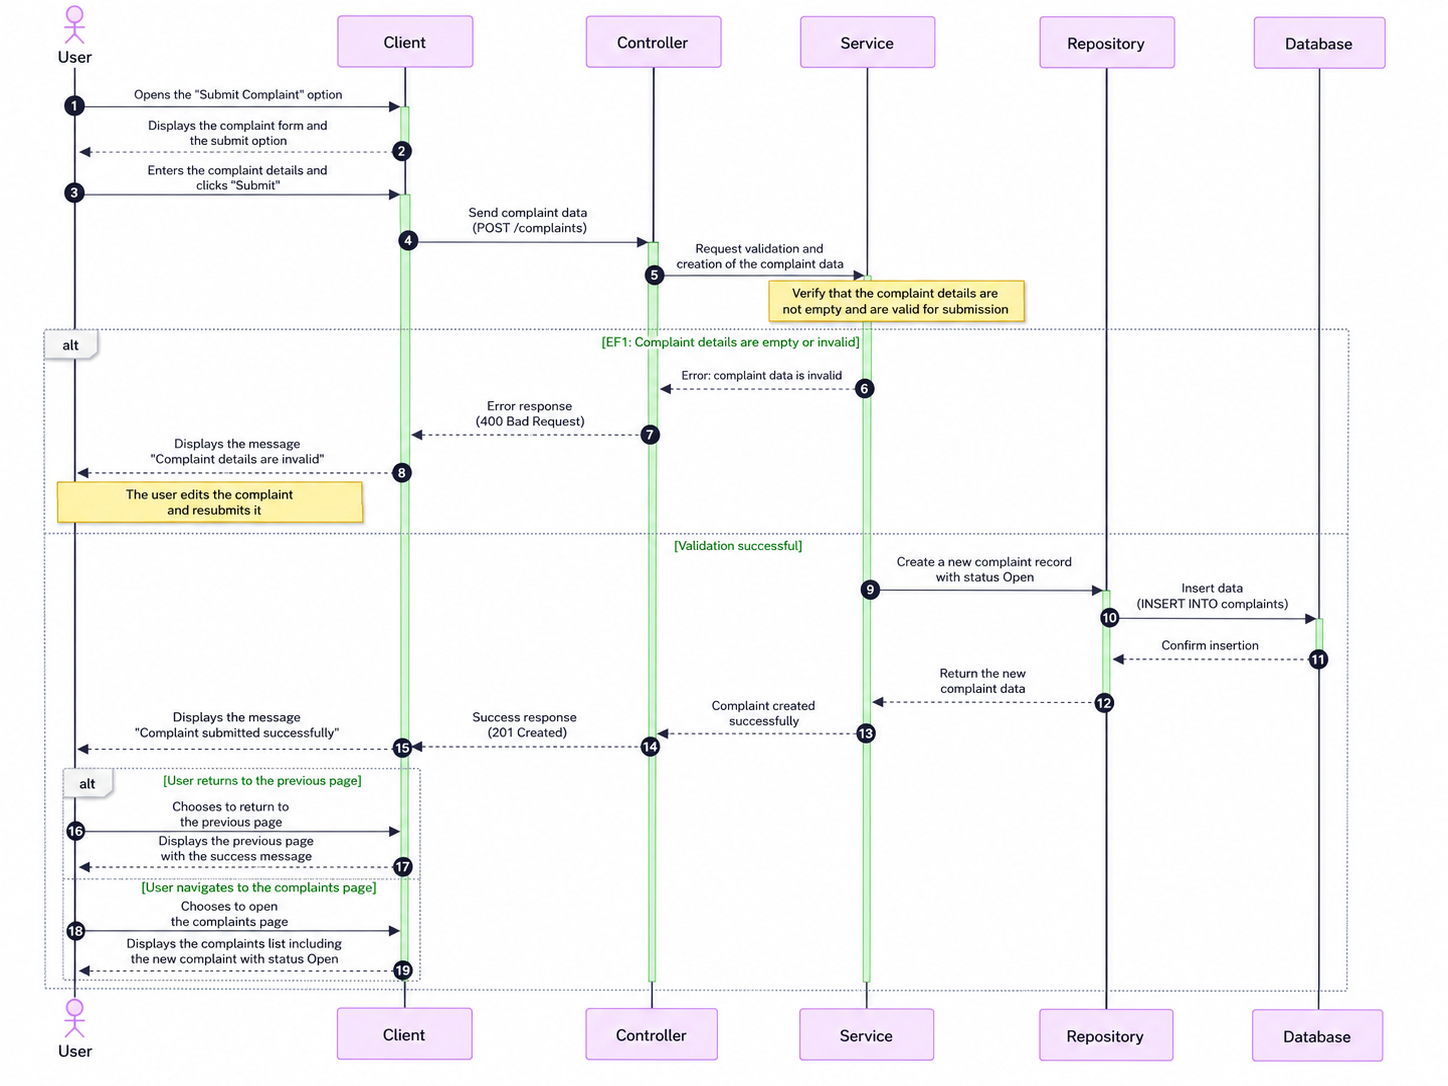 User
Client
Controller
Service
Repository
Database
1
Opens the "Submit Complaint" option
Displays the complaint form and
the submit option
2
3
Enters the complaint details and
clicks "Submit"
4
Send complaint data
(POST /complaints)
5
Request validation and
creation of the complaint data
Verify that the complaint details are
not empty and are valid for submission
alt
[EF1: Complaint details are empty or invalid]
Error: complaint data is invalid
6
Error response
(400 Bad Request)
7
Displays the message
"Complaint details are invalid"
8
The user edits the complaint
and resubmits it
[Validation successful]
9
Create a new complaint record
with status Open
10
Insert data
(INSERT INTO complaints)
Confirm insertion
11
Return the new
complaint data
12
Complaint created
successfully
13
Success response
(201 Created)
14
Displays the message
"Complaint submitted successfully"
15
alt
[User returns to the previous page]
16
Chooses to return to
the previous page
Displays the previous page
with the success message
17
[User navigates to the complaints page]
18
Chooses to open
the complaints page
Displays the complaints list including
the new complaint with status Open
19
User
Client
Controller
Service
Repository
Database